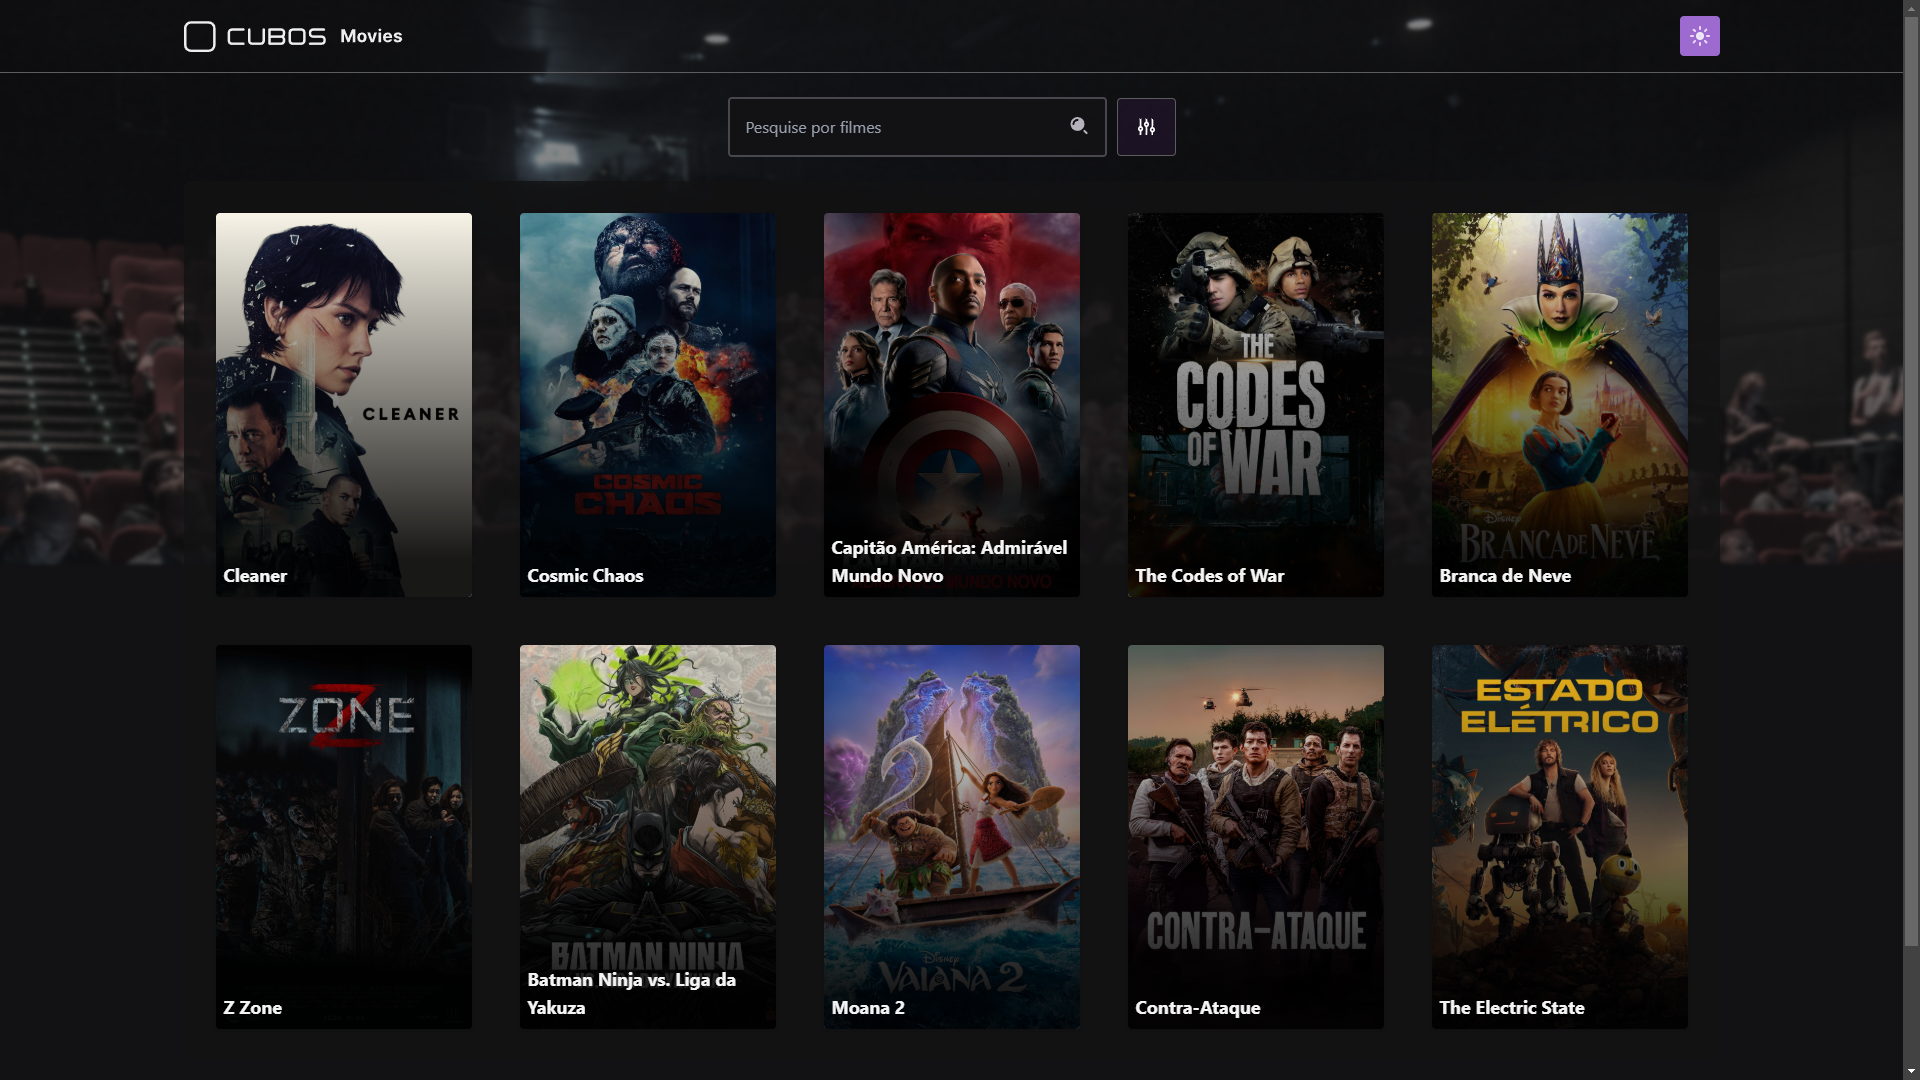 CUBOS Movies
Pesquise por filmes
CLEANER
Cleaner
COSMIC
CHAOS
Cosmic Chaos
Capitão América: Admirável
Mundo Novo
MUNDO NOVO
THE
CODES
OF WAR
The Codes of War
Disney
BRANCA DE NEVE
Branca de Neve
Z
ZONE
Z Zone
BATMAN NINJA
Batman Ninja vs. Liga da
Yakuza
Disney
VAIANA 2
Moana 2
CONTRA-ATAQUE
Contra-Ataque
ESTADO
ELÉTRICO
The Electric State